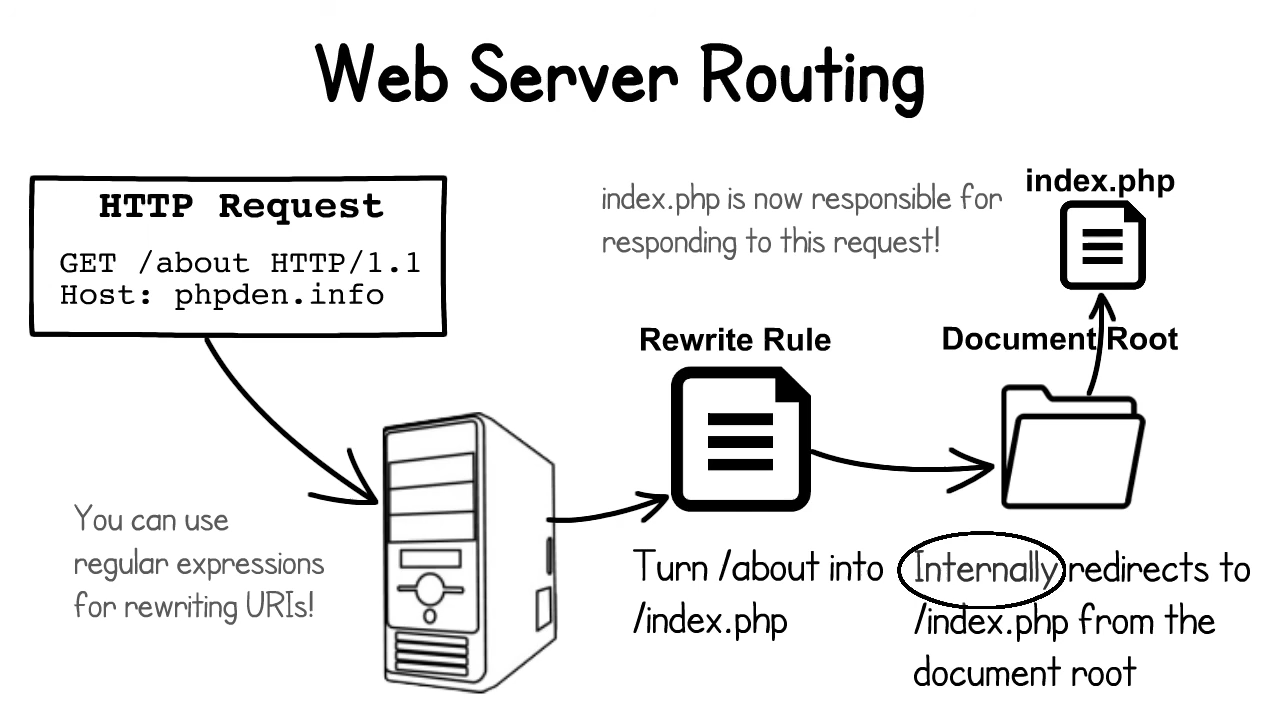 Web Server Routing
HTTP Request
GET /about HTTP/1.1
Host: phpden.info
index.php is now responsible for
responding to this request!
index.php
Rewrite Rule
Document Root
You can use
regular expressions
for rewriting URIs!
Turn /about into
/index.php
Internally redirects to
/index.php from the
document root